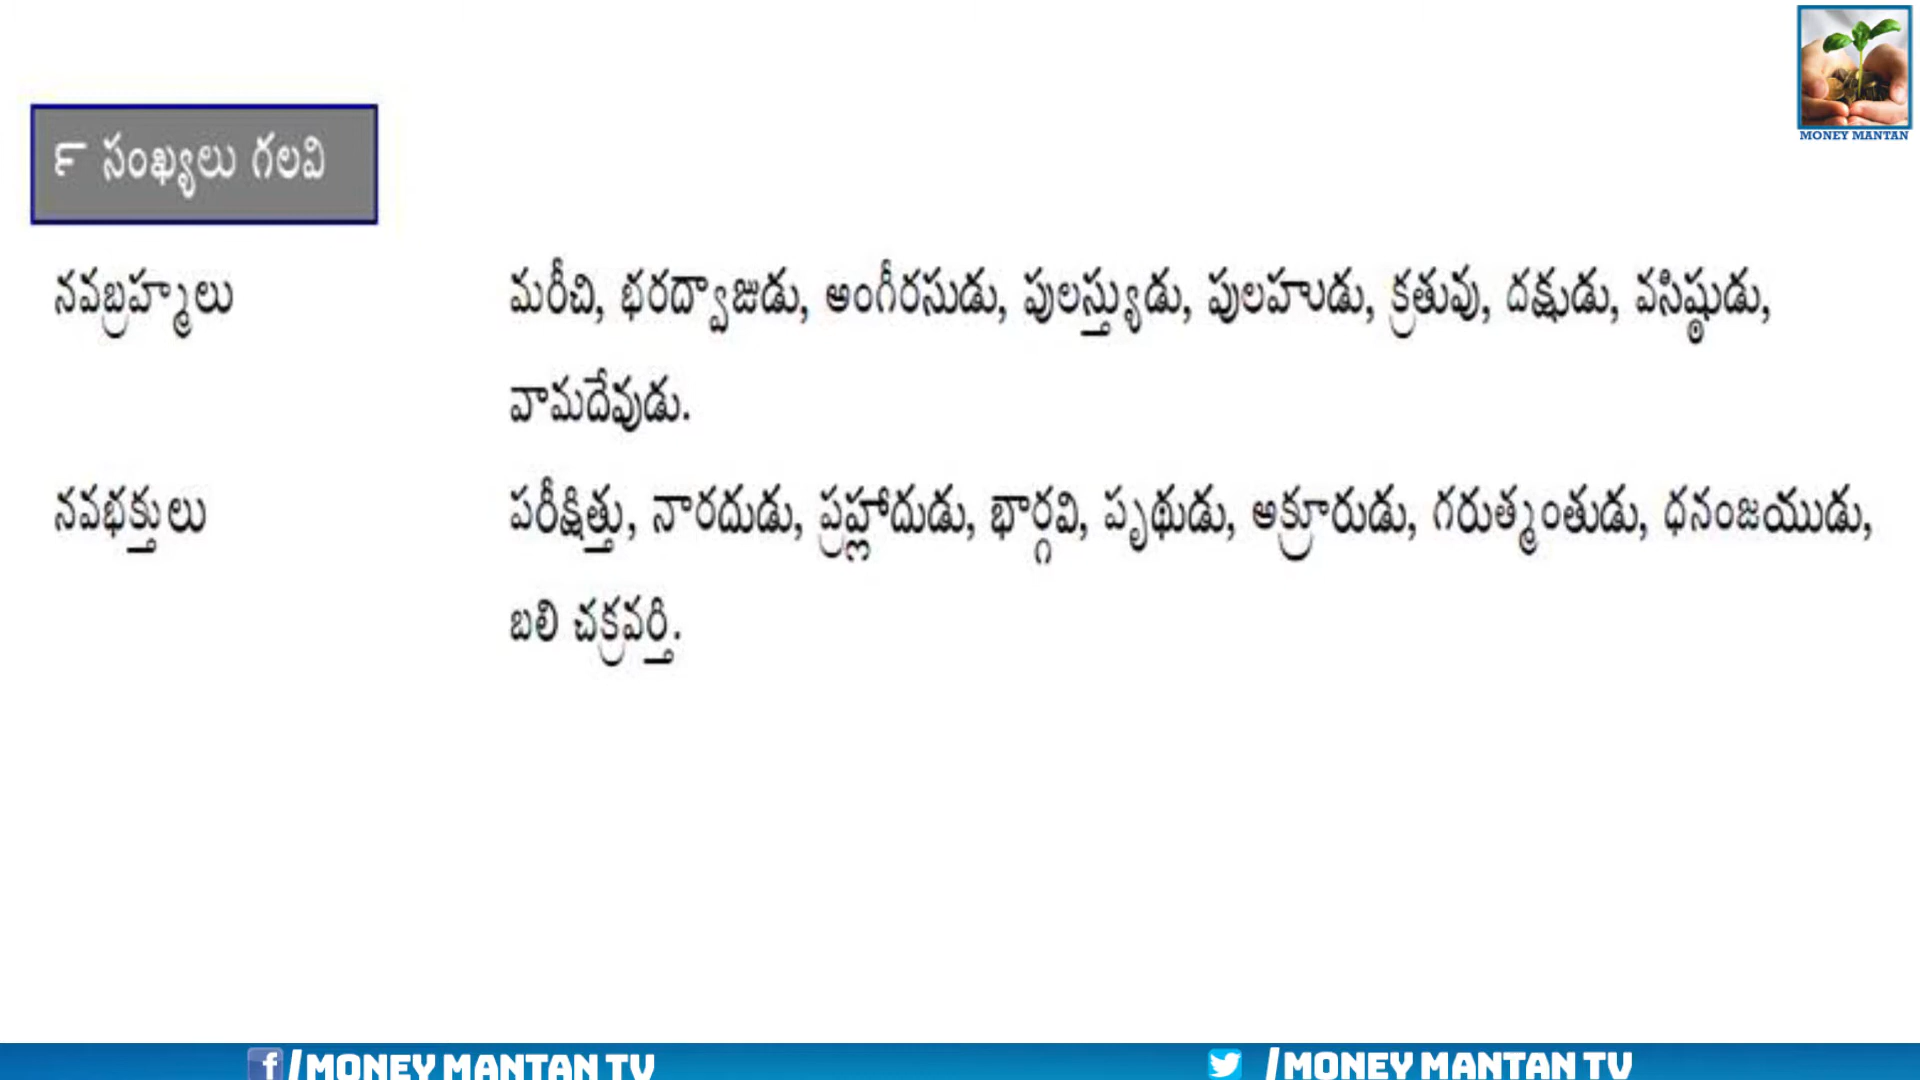 MONEY MANTAN
౯ సంఖ్యలు గలవి
నవబ్రహ్మలు మరీచి, భరద్వాజుడు, అంగీరసుడు, పులస్త్యుడు, పులహుడు, క్రతువు, దక్షుడు, వసిష్ఠుడు,
వామదేవుడు.
నవభక్తులు పరీక్షిత్తు, నారదుడు, ప్రహ్లాదుడు, భార్గవి, పృథుడు, అక్రూరుడు, గరుత్మంతుడు, ధనంజయుడు,
బలి చక్రవర్తి.
f /MONEY MANTAN TV /MONEY MANTAN TV